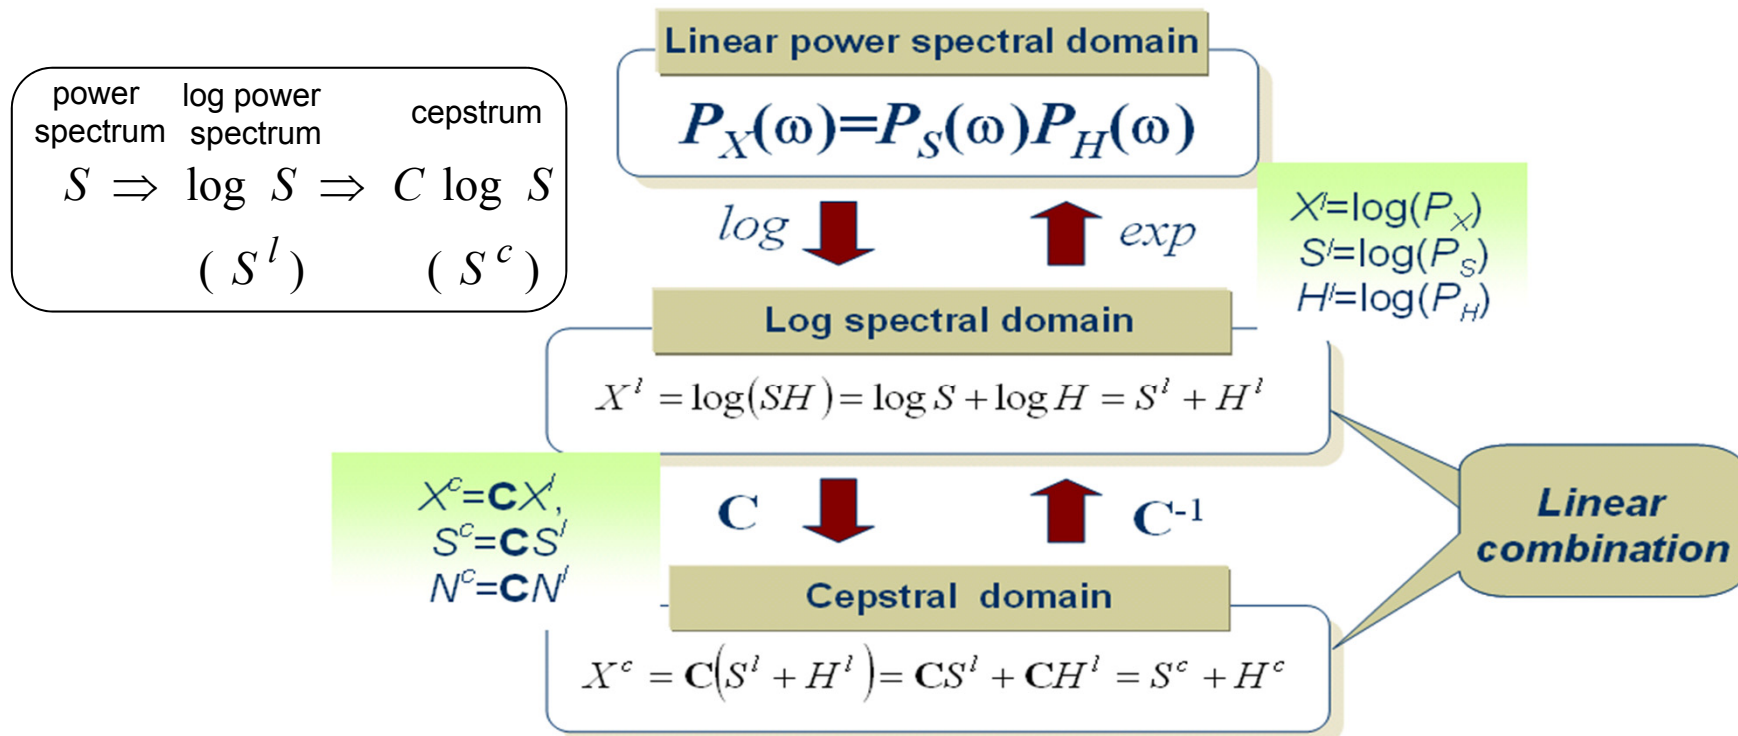 power spectrum
log power spectrum
cepstrum
S ⇒ log S ⇒ C log S
( S^l ) ( S^c )
Linear power spectral domain
P_X(ω)=P_S(ω)P_H(ω)
log
exp
X^l=log(P_X)
S^l=log(P_S)
H^l=log(P_H)
Log spectral domain
X^l = log(SH) = log S + log H = S^l + H^l
X^c=CX^l,
S^c=CS^l
N^c=CN^l
C
C^-1
Linear
combination
Cepstral domain
X^c = C(S^l + H^l) = CS^l + CH^l = S^c + H^c